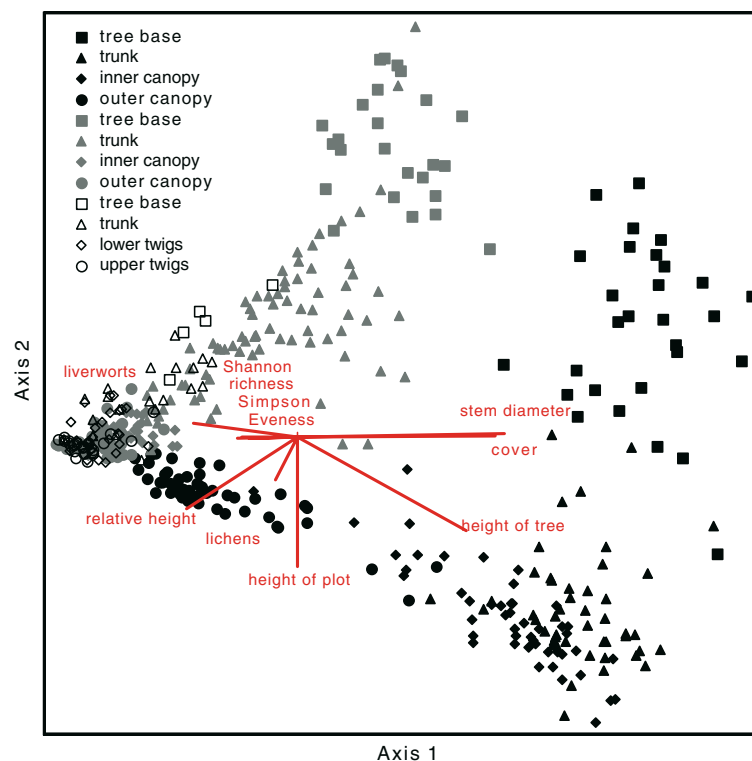 tree base
trunk
inner canopy
outer canopy
tree base
trunk
inner canopy
outer canopy
tree base
trunk
lower twigs
upper twigs
liverworts
Shannon
richness
Simpson
Eveness
stem diameter
cover
relative height
lichens
height of tree
height of plot
Axis 2
Axis 1